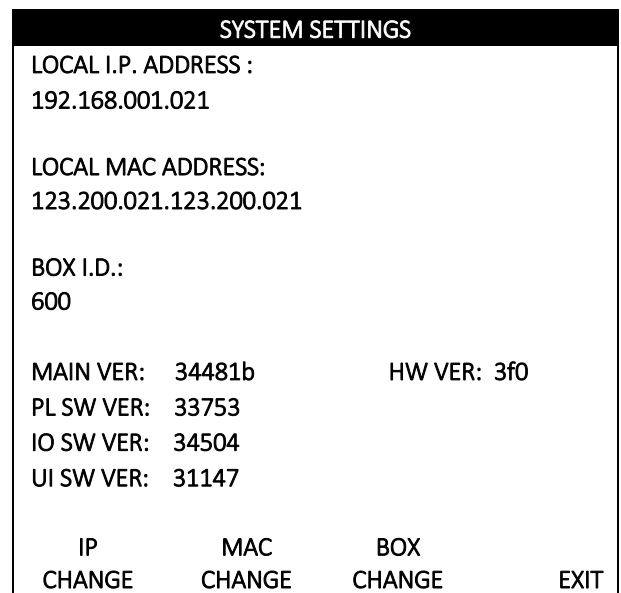 SYSTEM SETTINGS
LOCAL I.P. ADDRESS :
192.168.001.021
LOCAL MAC ADDRESS:
123.200.021.123.200.021
BOX I.D.:
600
MAIN VER: 34481b HW VER: 3f0
PL SW VER: 33753
IO SW VER: 34504
UI SW VER: 31147
IP MAC BOX
CHANGE CHANGE CHANGE EXIT